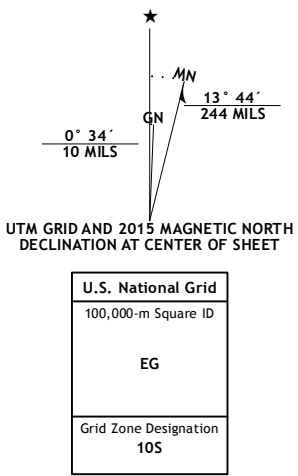 ★
MN
GN
13° 44´
244 MILS
0° 34´
10 MILS
UTM GRID AND 2015 MAGNETIC NORTH
DECLINATION AT CENTER OF SHEET
U.S. National Grid
100,000-m Square ID
EG
Grid Zone Designation
10S